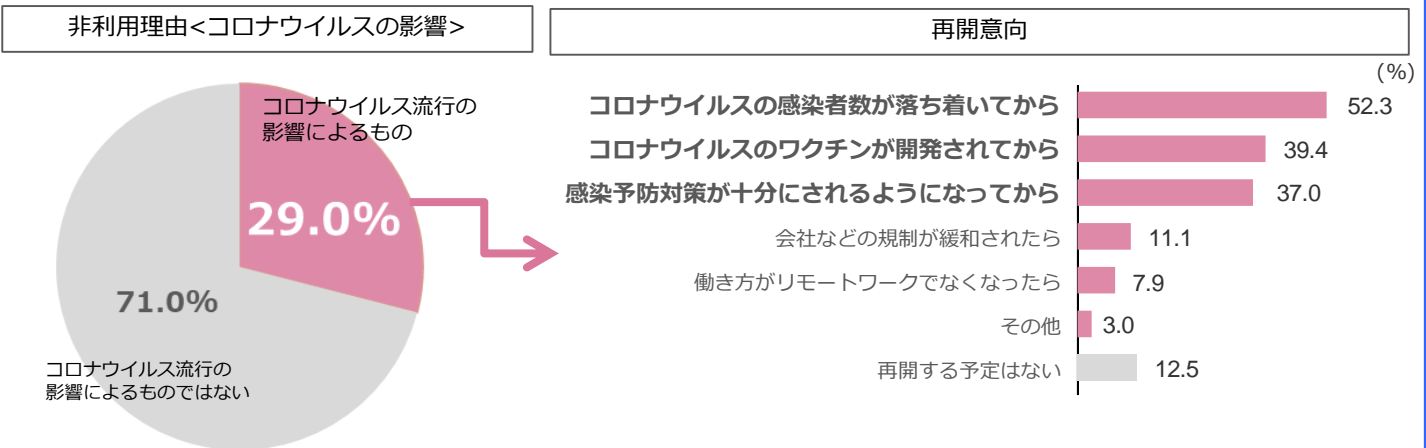 非利用理由<コロナウイルスの影響>
コロナウイルス流行の
影響によるもの
29.0%
71.0%
コロナウイルス流行の
影響によるものではない
再開意向
(%)
コロナウイルスの感染者数が落ち着いてから 52.3
コロナウイルスのワクチンが開発されてから 39.4
感染予防対策が十分にされるようになってから 37.0
会社などの規制が緩和されたら 11.1
働き方がリモートワークでなくなったら 7.9
その他 3.0
再開する予定はない 12.5